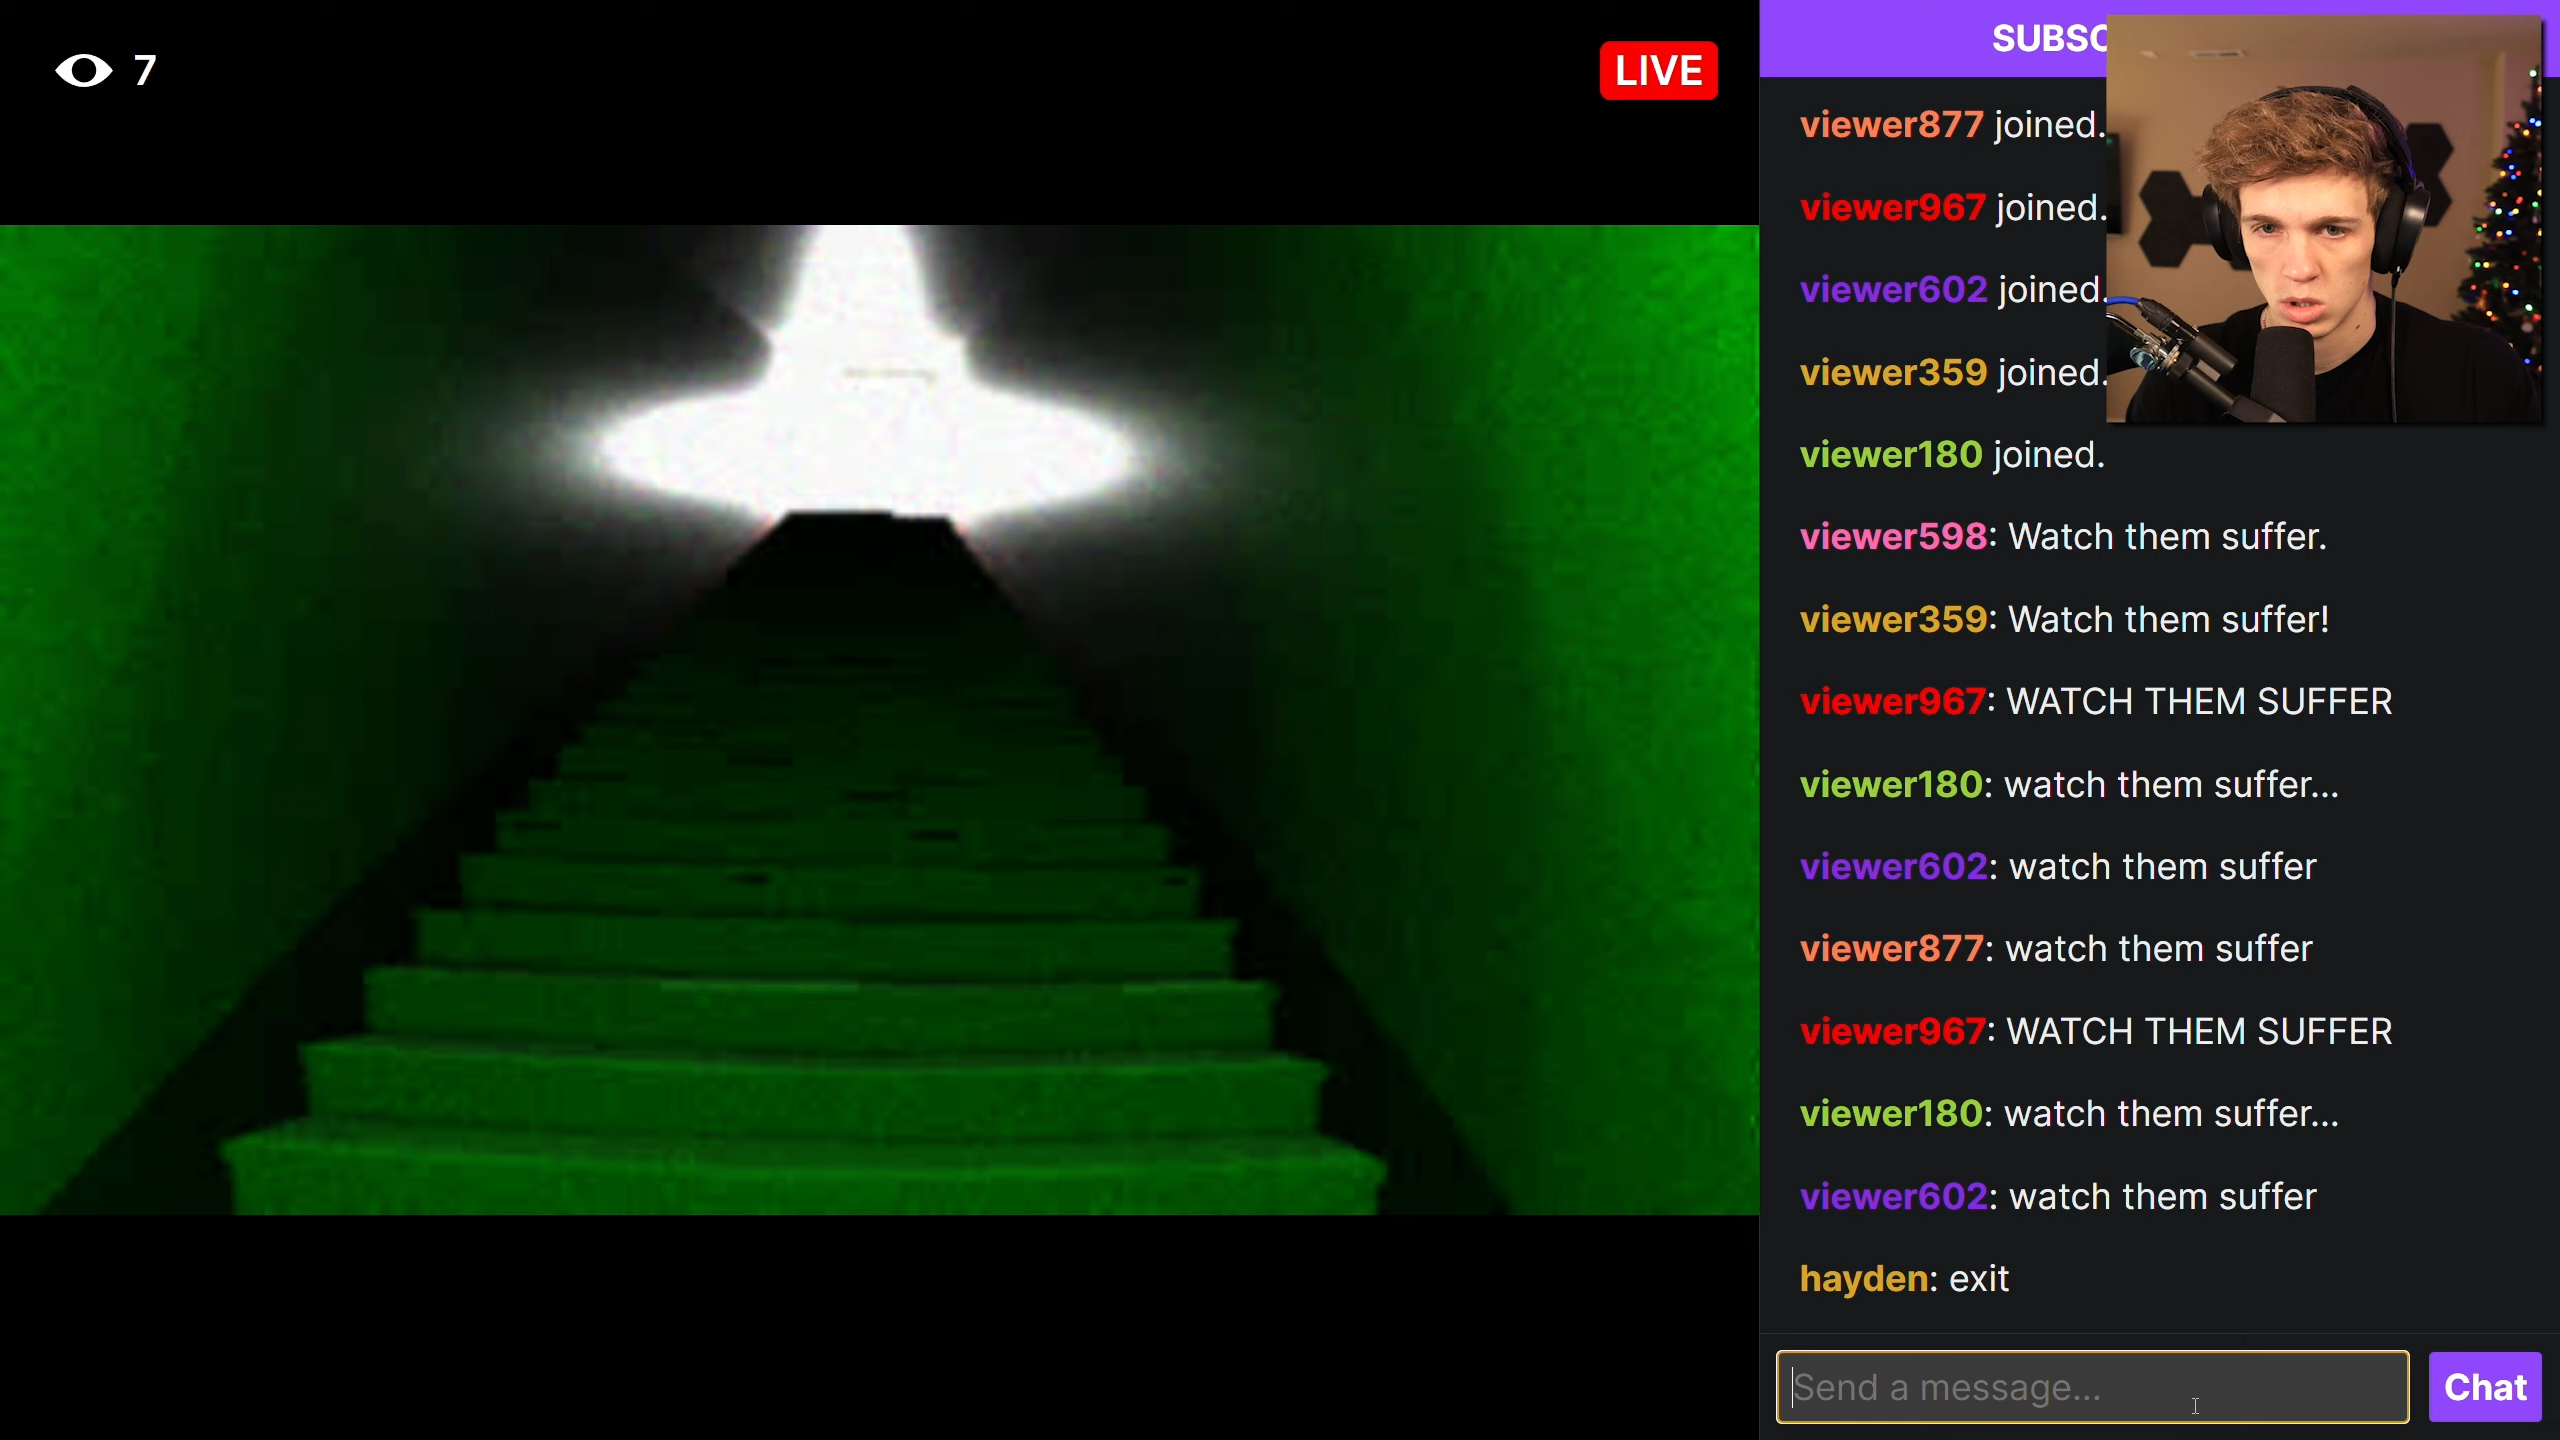 7
LIVE
viewer877 joined.
viewer967 joined.
viewer602 joined.
viewer359 joined.
viewer180 joined.
viewer598: Watch them suffer.
viewer359: Watch them suffer!
viewer967: WATCH THEM SUFFER
viewer180: watch them suffer...
viewer602: watch them suffer
viewer877: watch them suffer
viewer967: WATCH THEM SUFFER
viewer180: watch them suffer...
viewer602: watch them suffer
hayden: exit
Send a message...
Chat